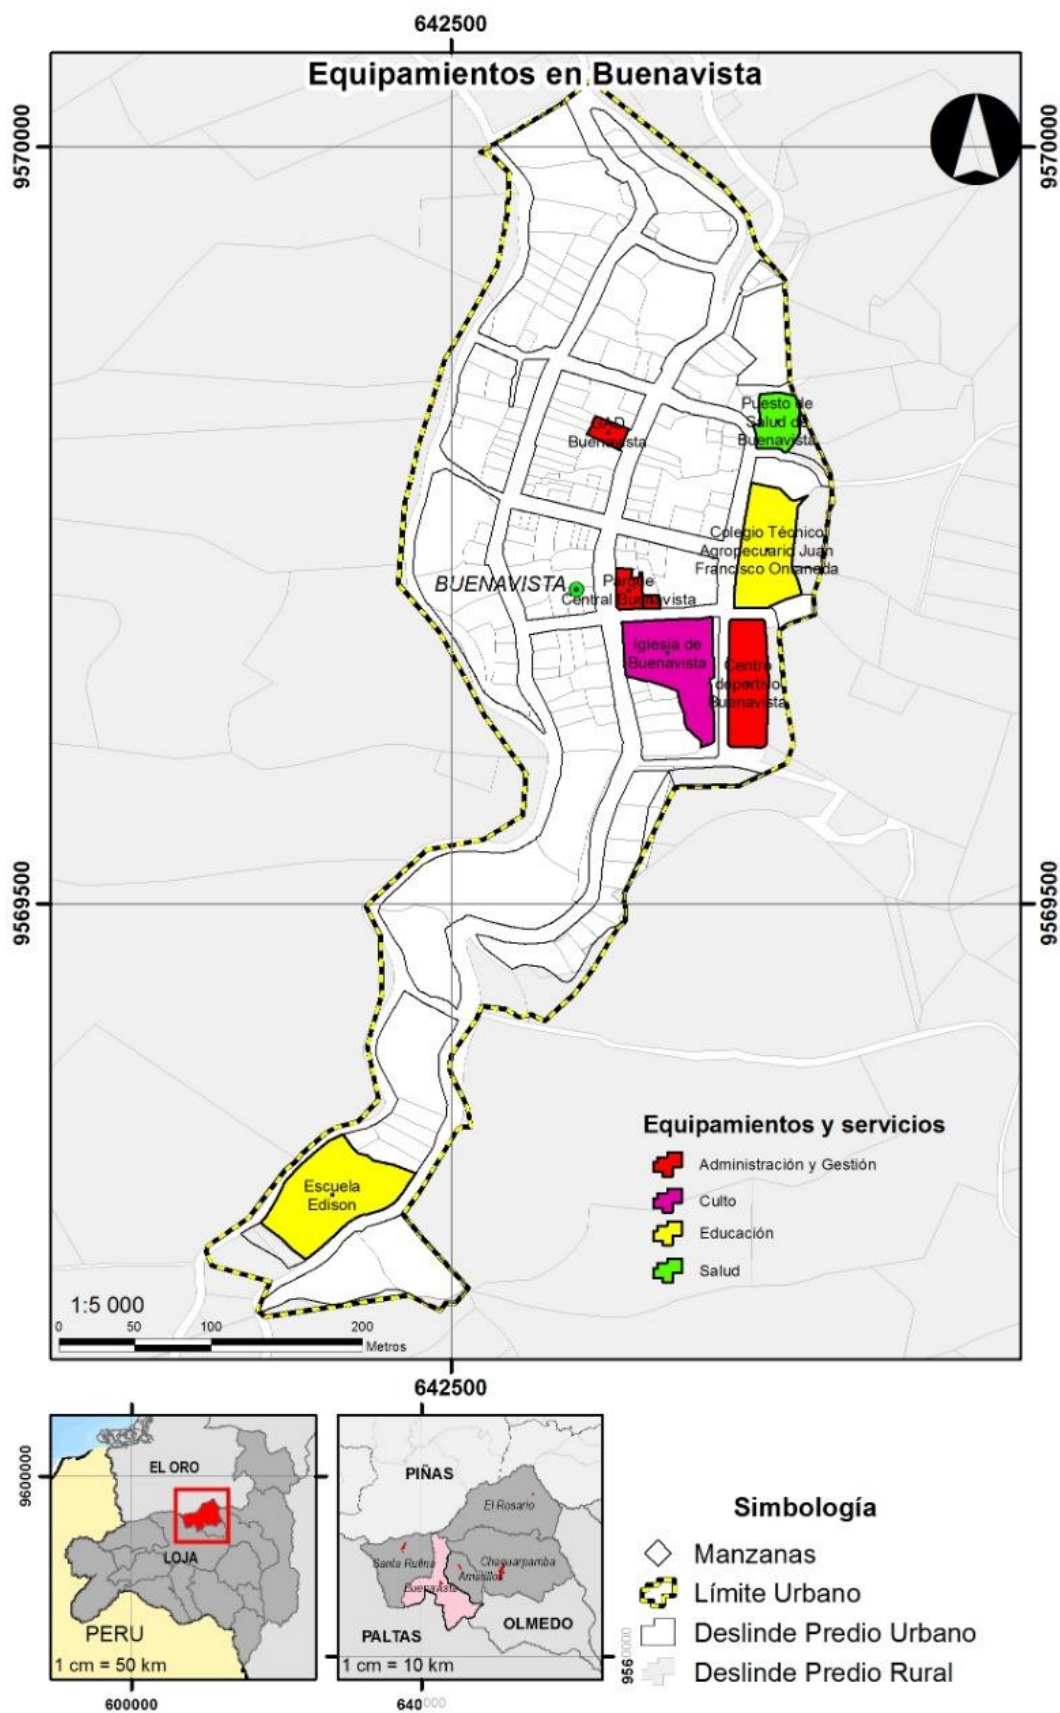 642500
Equipamientos en Buenavista
9570000
9570000
Puesto de
Salud de
Buenavista
GAD
Buenavista
Colegio Técnico
Agropecuario Juan
Francisco Ontaneda
BUENAVISTA
Parque
Central Buenavista
Iglesia de
Buenavista
Centro
deportivo
Buenavista
9569500
9569500
Equipamientos y servicios
Administración y Gestión
Culto
Educación
Salud
Escuela
Edison
1:5 000
0 50 100 200
Metros
642500
9600000
EL ORO
LOJA
PERU
1 cm = 50 km
600000
PIÑAS
El Rosario
Santa Rufina
Chaguarpamba
Amarillos
Buenavista
OLMEDO
PALTAS
1 cm = 10 km
640000
9560000
Simbología
Manzanas
Límite Urbano
Deslinde Predio Urbano
Deslinde Predio Rural